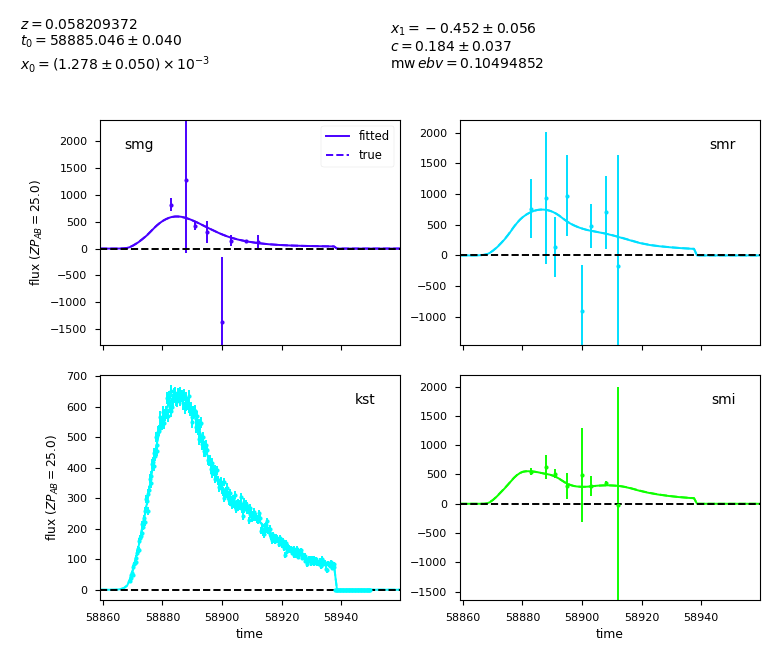 z = 0.058209372
t₀ = 58885.046 ± 0.040
x₀ = (1.278 ± 0.050) × 10⁻³
x₁ = −0.452 ± 0.056
c = 0.184 ± 0.037
mw ebv = 0.10494852
smg
fitted
true
2000
1500
1000
500
0
−500
−1000
−1500
flux (ZP_AB = 25.0)
smr
2000
1500
1000
500
0
−500
−1000
kst
700
600
500
400
300
200
100
0
flux (ZP_AB = 25.0)
58860 58880 58900 58920 58940
time
smi
2000
1500
1000
500
0
−500
−1000
−1500
58860 58880 58900 58920 58940
time